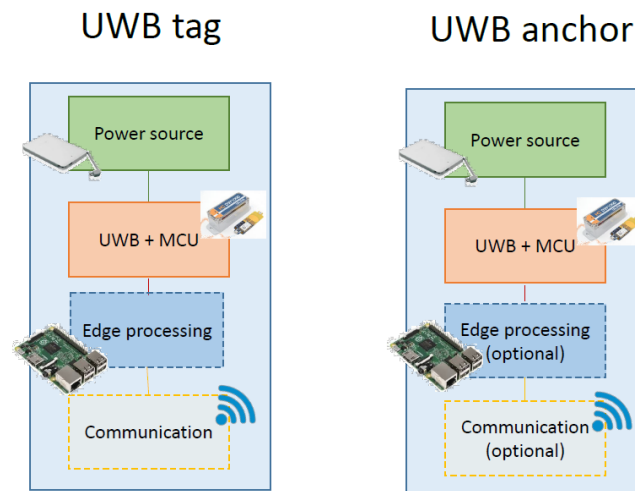 UWB tag
Power source
UWB + MCU
Edge processing
Communication
UWB anchor
Power source
UWB + MCU
Edge processing
(optional)
Communication
(optional)